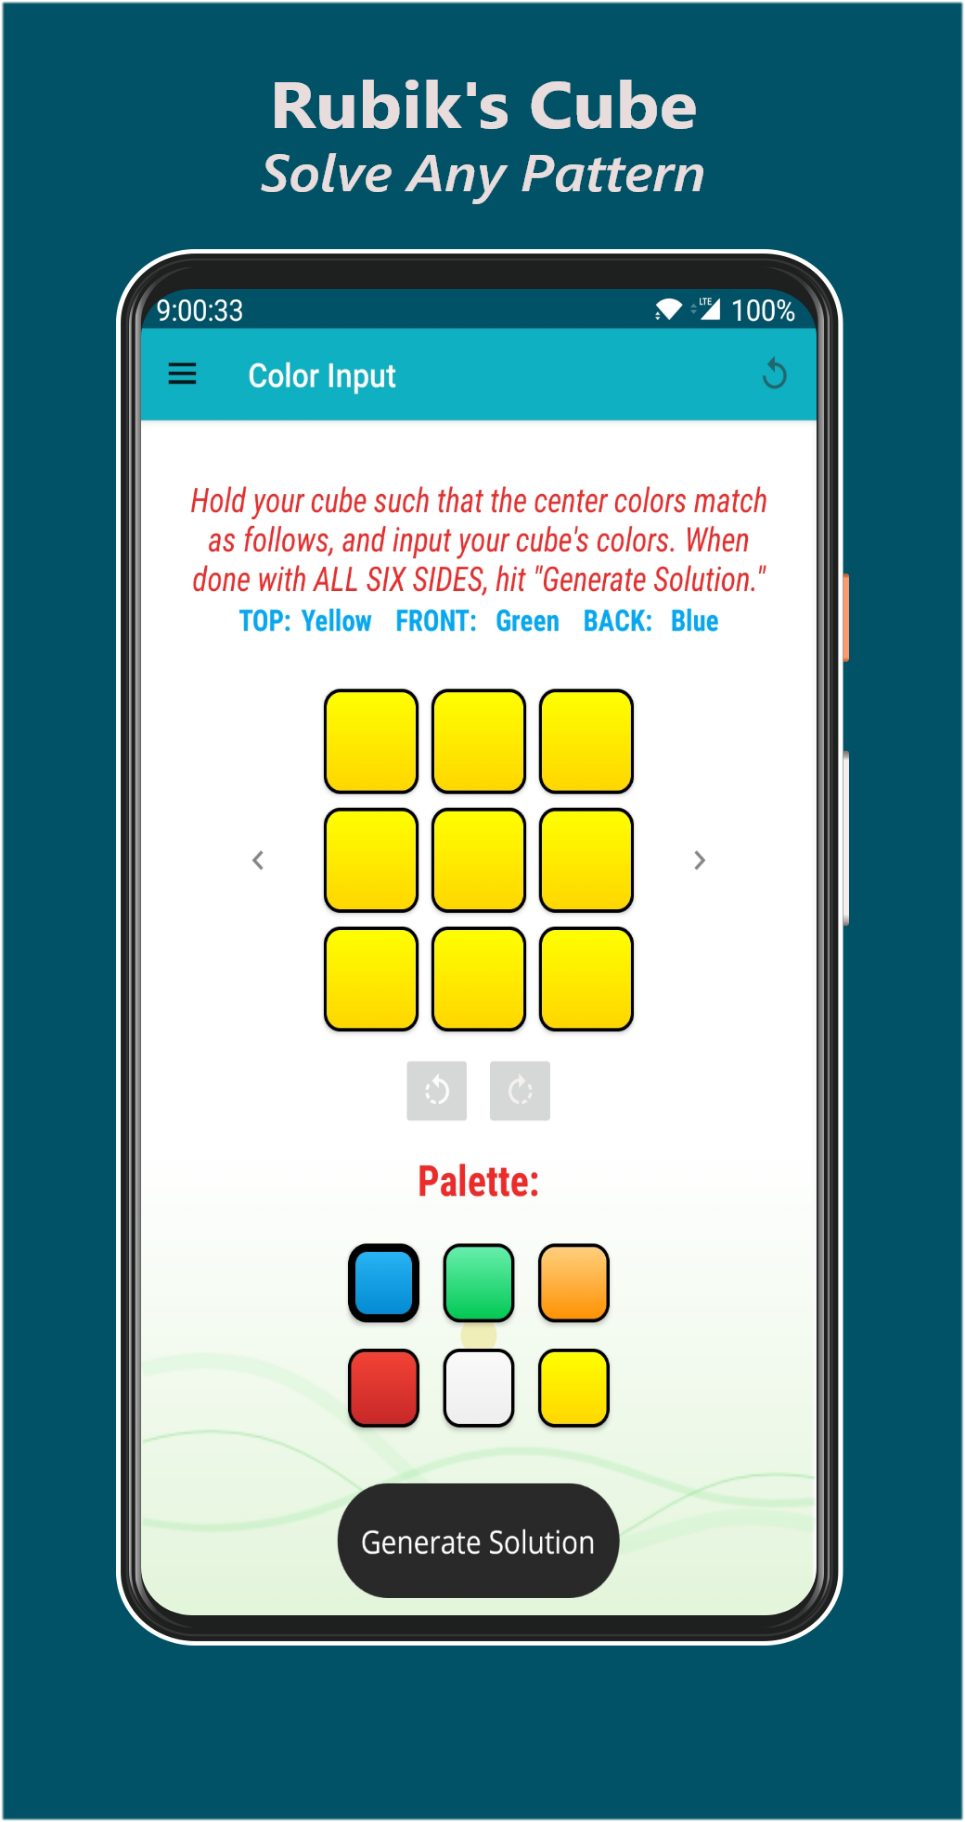 Rubik's Cube
Solve Any Pattern
9:00:33 LTE 100%
Color Input
Hold your cube such that the center colors match
as follows, and input your cube's colors. When
done with ALL SIX SIDES, hit "Generate Solution."
TOP: Yellow FRONT: Green BACK: Blue
Palette:
Generate Solution